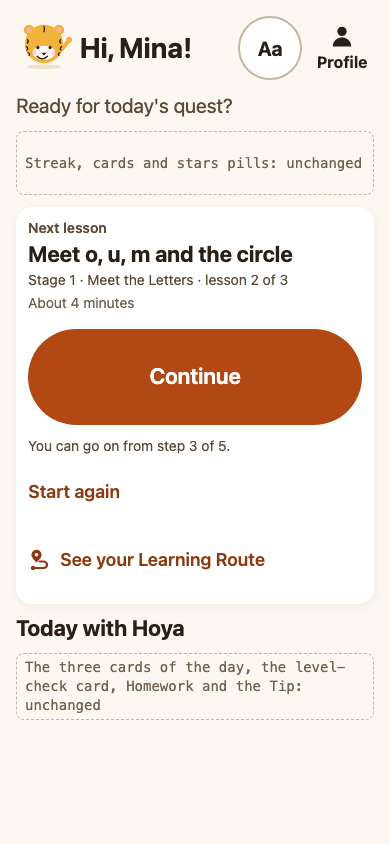 Hi, Mina!
Aa
Profile
Ready for today's quest?
Streak, cards and stars pills: unchanged
Next lesson
Meet o, u, m and the circle
Stage 1 · Meet the Letters · lesson 2 of 3
About 4 minutes
Continue
You can go on from step 3 of 5.
Start again
See your Learning Route
Today with Hoya
The three cards of the day, the level-
check card, Homework and the Tip:
unchanged